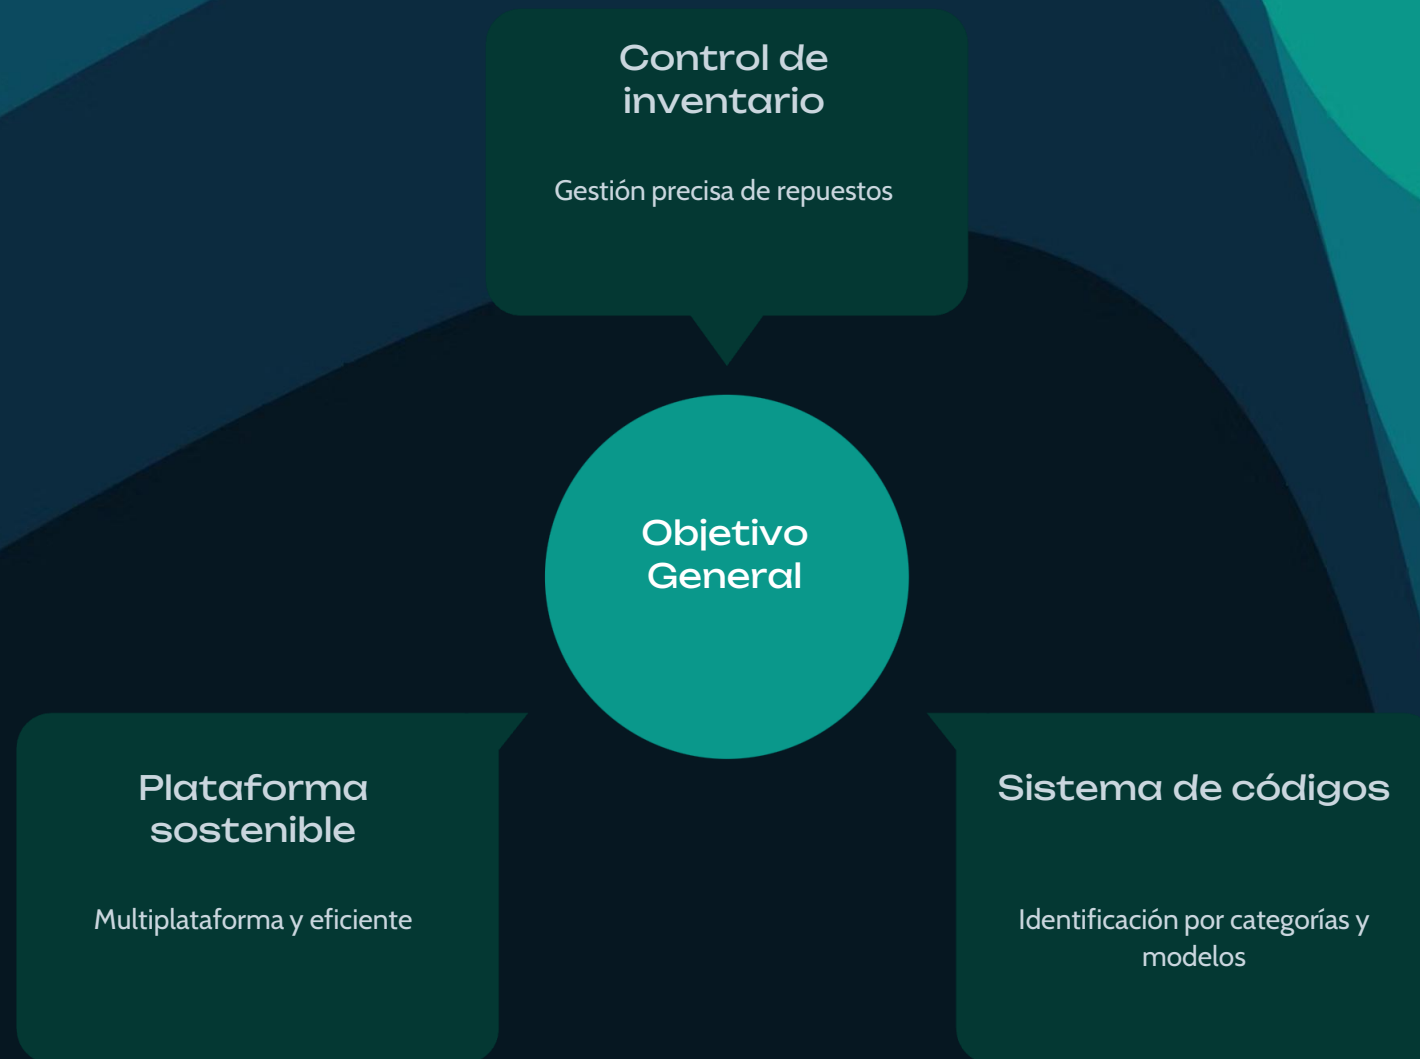 Control de
inventario
Gestión precisa de repuestos
Objetivo
General
Plataforma
sostenible
Multiplataforma y eficiente
Sistema de códigos
Identificación por categorías y
modelos